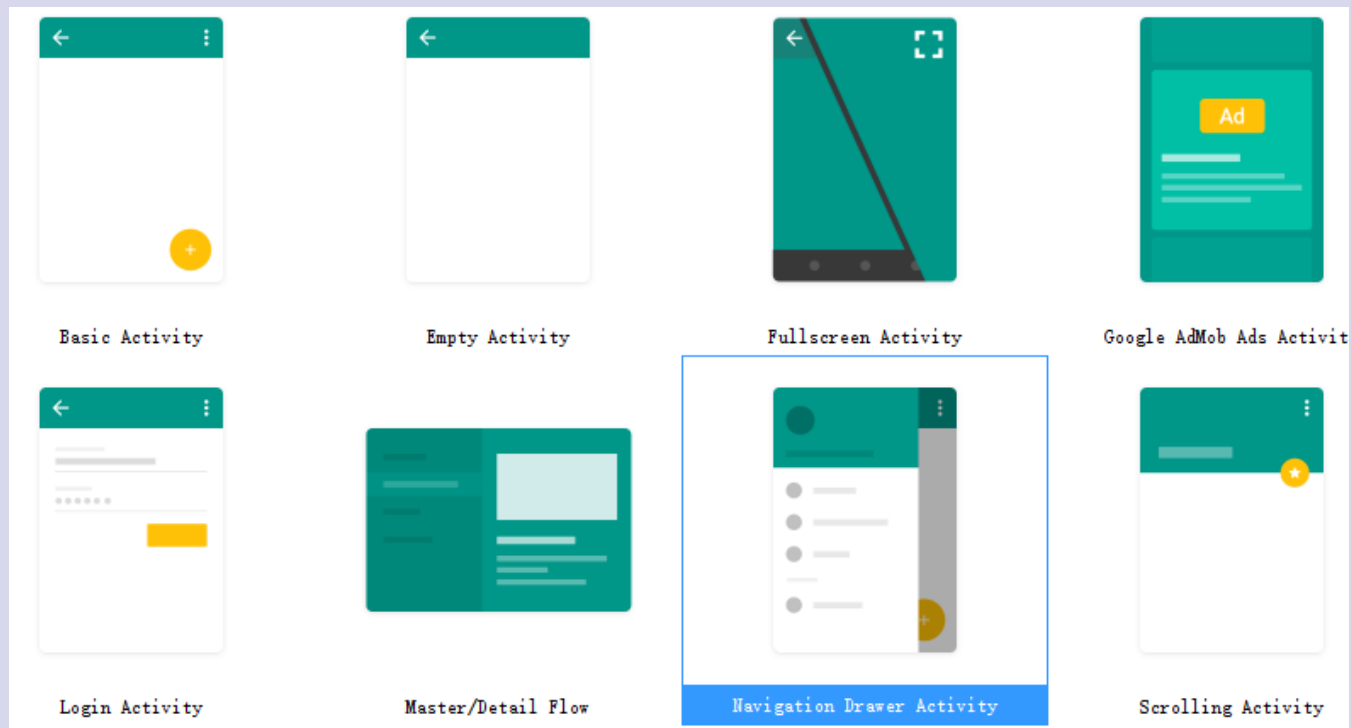 Ad
Basic Activity
Empty Activity
Fullscreen Activity
Google AdMob Ads Activit
Login Activity
Master/Detail Flow
Navigation Drawer Activity
Scrolling Activity